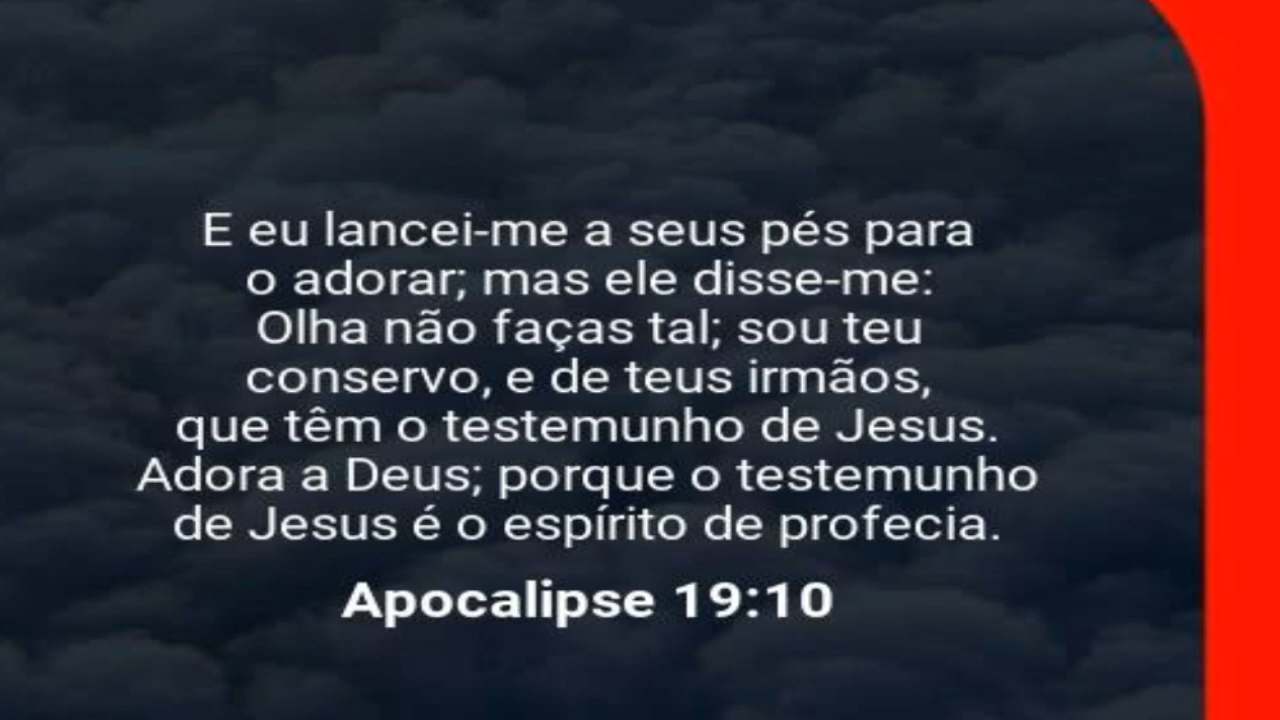 E eu lancei-me a seus pés para
o adorar; mas ele disse-me:
Olha não faças tal; sou teu
conservo, e de teus irmãos,
que têm o testemunho de Jesus.
Adora a Deus; porque o testemunho
de Jesus é o espírito de profecia.
Apocalipse 19:10